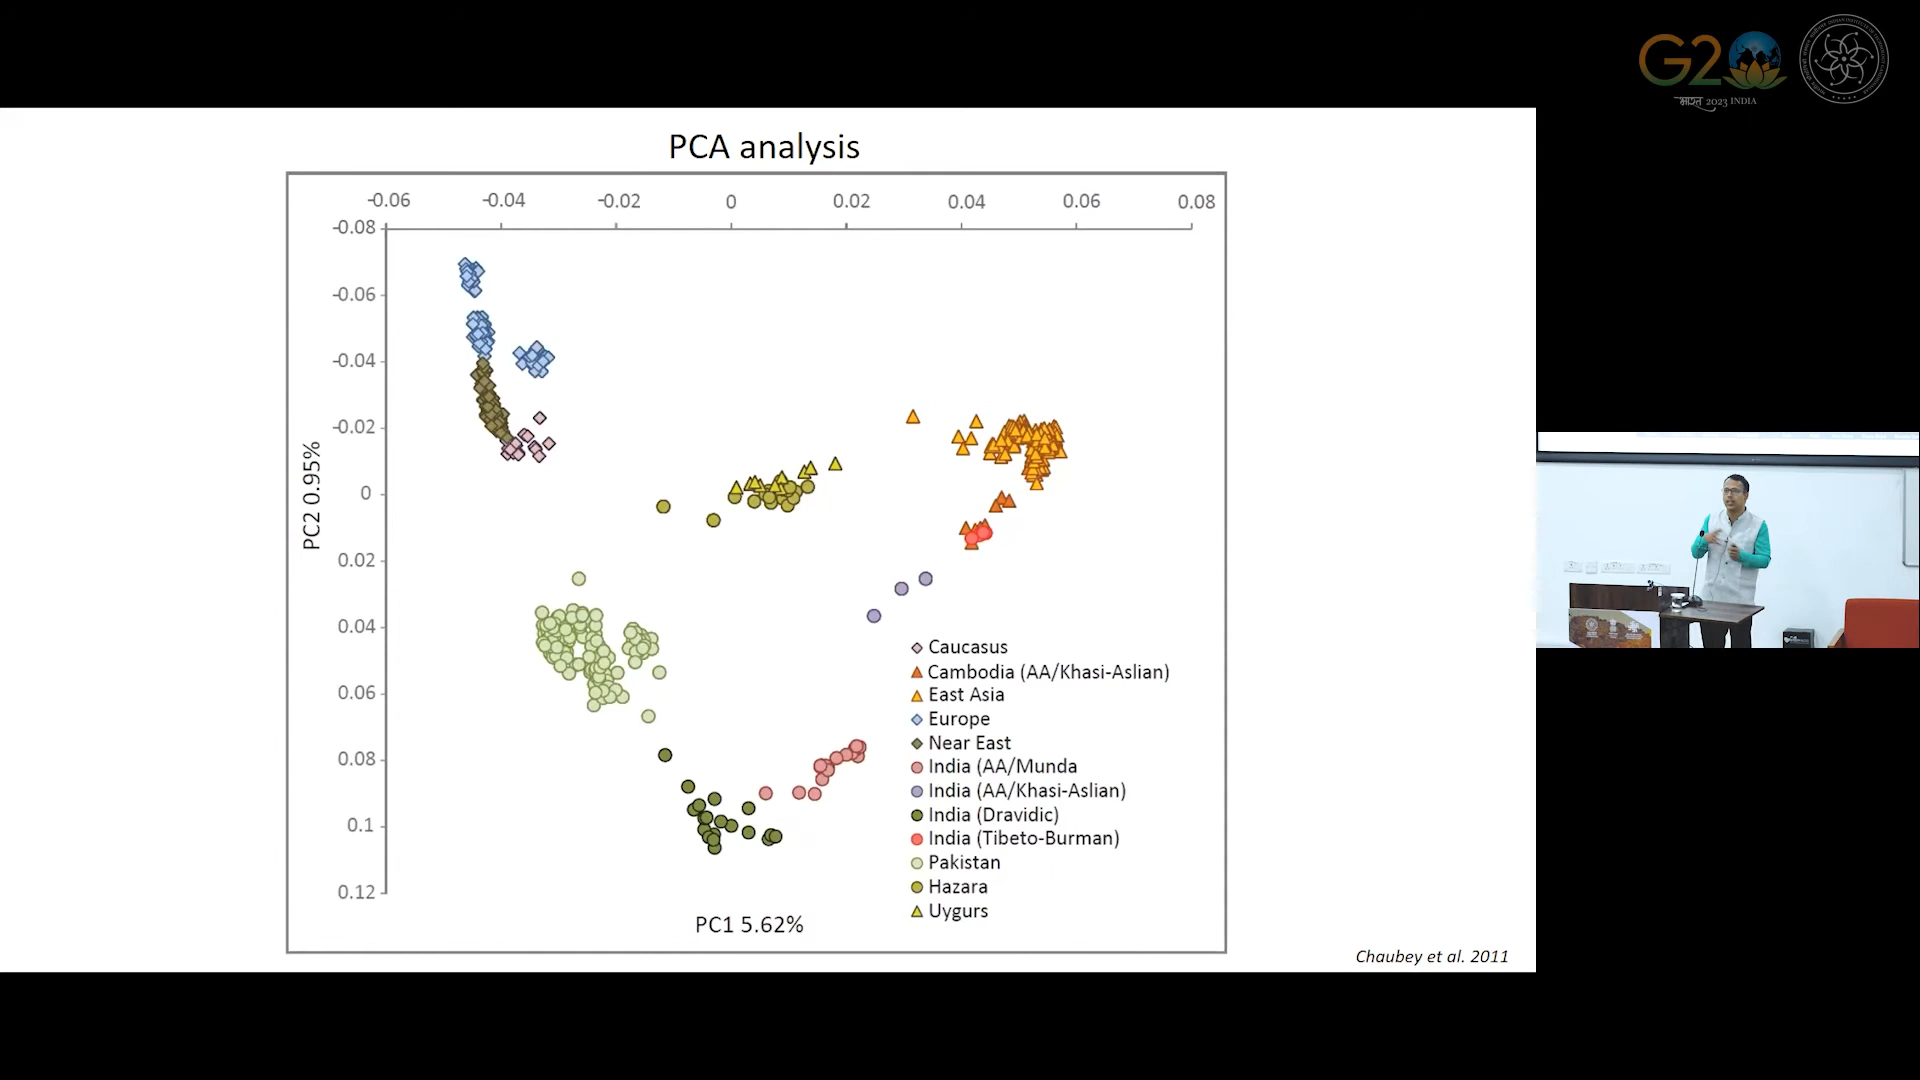 G20
भारत 2023 INDIA
PCA analysis
-0.06 -0.04 -0.02 0 0.02 0.04 0.06 0.08
-0.08
-0.06
-0.04
-0.02
0
0.02
0.04
0.06
0.08
0.1
0.12
PC2 0.95%
PC1 5.62%
Caucasus
Cambodia (AA/Khasi-Aslian)
East Asia
Europe
Near East
India (AA/Munda
India (AA/Khasi-Aslian)
India (Dravidic)
India (Tibeto-Burman)
Pakistan
Hazara
Uygurs
Chaubey et al. 2011